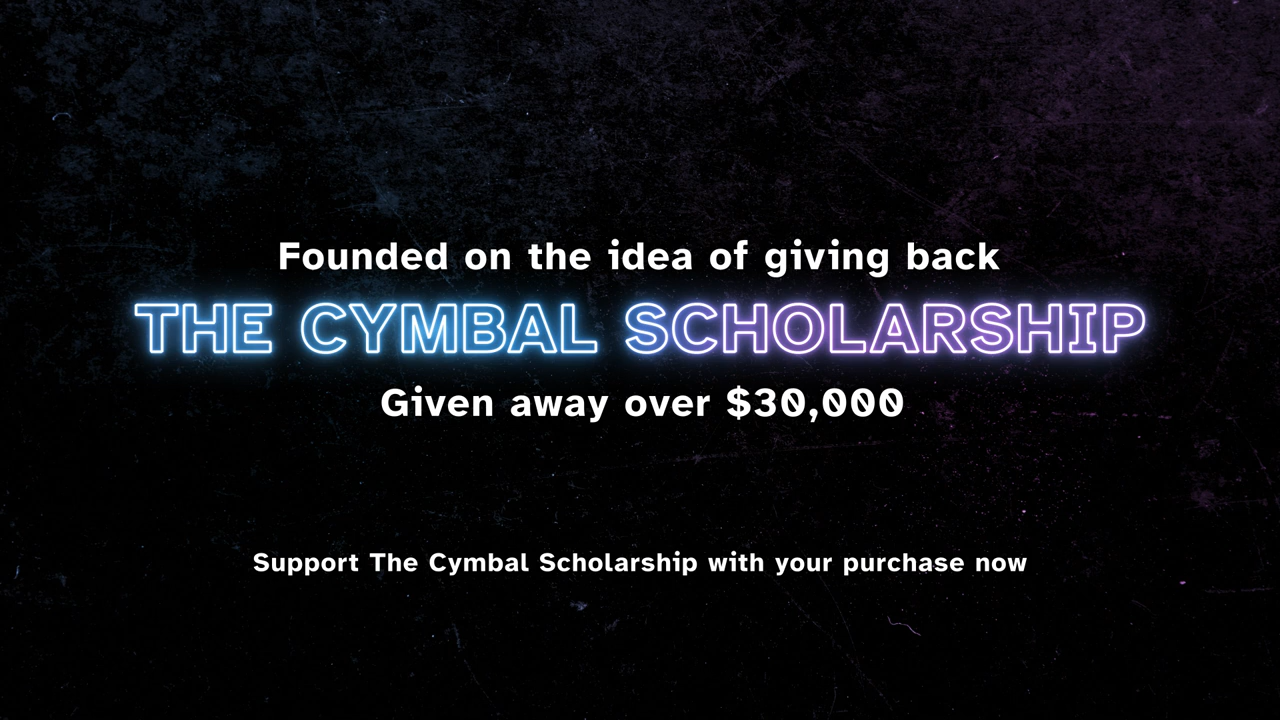 Founded on the idea of giving back
THE CYMBAL SCHOLARSHIP
Given away over $30,000
Support The Cymbal Scholarship with your purchase now